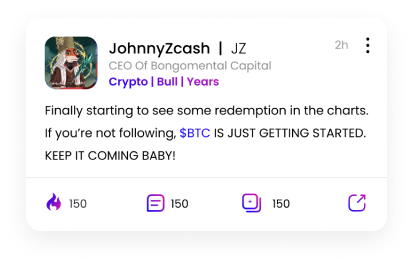 JohnnyZcash | JZ
2h
CEO Of Bongomental Capital
Crypto | Bull | Years
Finally starting to see some redemption in the charts.
If you're not following, $BTC IS JUST GETTING STARTED.
KEEP IT COMING BABY!
150 150 150